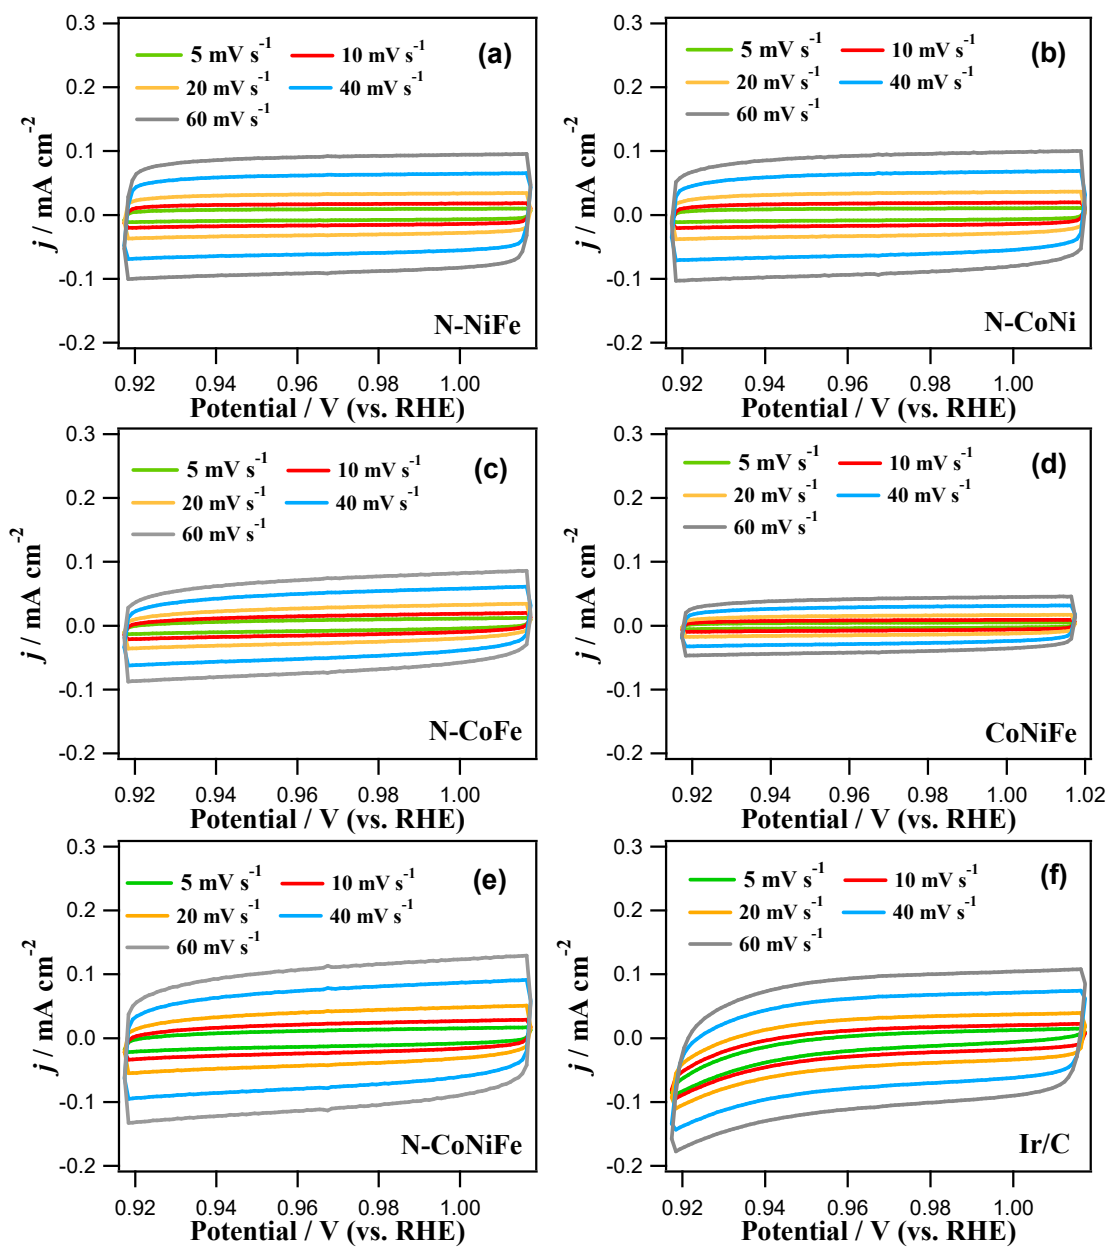 (a)
5 mV s⁻¹ 10 mV s⁻¹
20 mV s⁻¹ 40 mV s⁻¹
60 mV s⁻¹
0.3
0.2
0.1
0.0
-0.1
-0.2
j / mA cm⁻²
N-NiFe
0.92 0.94 0.96 0.98 1.00
Potential / V (vs. RHE)
(b)
5 mV s⁻¹ 10 mV s⁻¹
20 mV s⁻¹ 40 mV s⁻¹
60 mV s⁻¹
0.3
0.2
0.1
0.0
-0.1
-0.2
j / mA cm⁻²
N-CoNi
0.92 0.94 0.96 0.98 1.00
Potential / V (vs. RHE)
(c)
5 mV s⁻¹ 10 mV s⁻¹
20 mV s⁻¹ 40 mV s⁻¹
60 mV s⁻¹
0.3
0.2
0.1
0.0
-0.1
-0.2
j / mA cm⁻²
N-CoFe
0.92 0.94 0.96 0.98 1.00
Potential / V (vs. RHE)
(d)
5 mV s⁻¹ 10 mV s⁻¹
20 mV s⁻¹ 40 mV s⁻¹
60 mV s⁻¹
0.3
0.2
0.1
0.0
-0.1
-0.2
j / mA cm⁻²
CoNiFe
0.92 0.94 0.96 0.98 1.00 1.02
Potential / V (vs. RHE)
(e)
5 mV s⁻¹ 10 mV s⁻¹
20 mV s⁻¹ 40 mV s⁻¹
60 mV s⁻¹
0.3
0.2
0.1
0.0
-0.1
-0.2
j / mA cm⁻²
N-CoNiFe
0.92 0.94 0.96 0.98 1.00
Potential / V (vs. RHE)
(f)
5 mV s⁻¹ 10 mV s⁻¹
20 mV s⁻¹ 40 mV s⁻¹
60 mV s⁻¹
0.3
0.2
0.1
0.0
-0.1
-0.2
j / mA cm⁻²
Ir/C
0.92 0.94 0.96 0.98 1.00
Potential / V (vs. RHE)